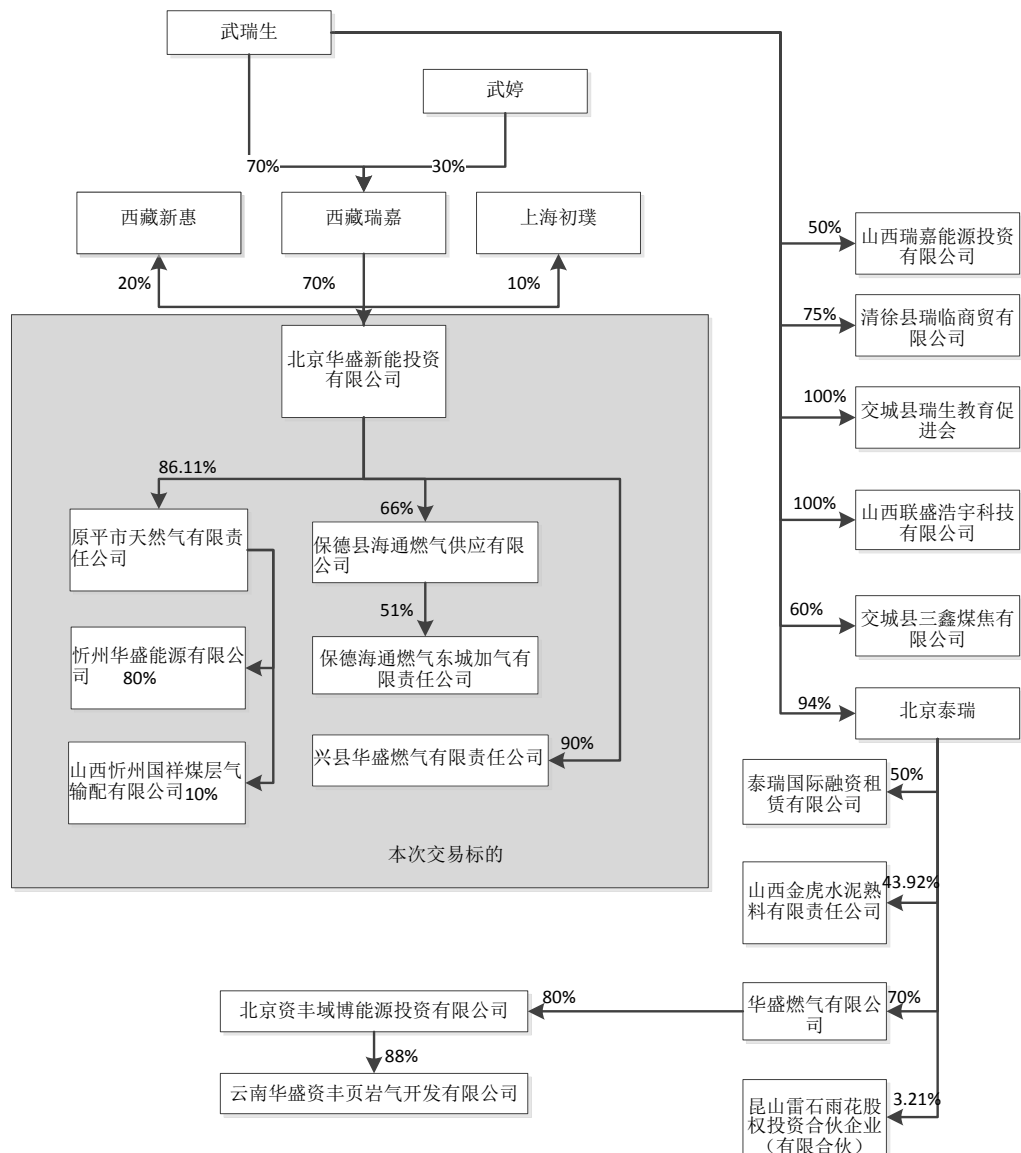 武瑞生
武婷
70%
30%
西藏新惠
西藏瑞嘉
上海初璞
20%
70%
10%
北京华盛新能投资
有限公司
86.11%
66%
原平市天然气有限责
任公司
保德县海通燃气供应有限
公司
51%
忻州华盛能源有限公
司 80%
保德海通燃气东城加气有
限责任公司
山西忻州国祥煤层气
输配有限公司10%
兴县华盛燃气有限责任公司
90%
本次交易标的
50%
山西瑞嘉能源投资
有限公司
75%
清徐县瑞临商贸有
限公司
100%
交城县瑞生教育促
进会
100%
山西联盛浩宇科技
有限公司
60%
交城县三鑫煤焦有
限公司
94%
北京泰瑞
50%
泰瑞国际融资租
赁有限公司
43.92%
山西金虎水泥熟
料有限责任公司
70%
华盛燃气有限公
司
80%
北京资丰域博能源投资有限公司
88%
云南华盛资丰页岩气开发有限公司
3.21%
昆山雷石雨花股
权投资合伙企业
（有限合伙）